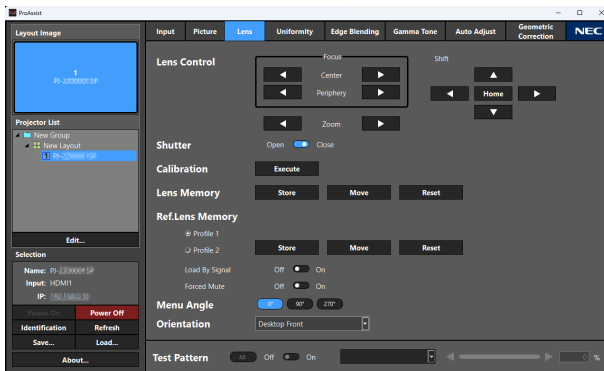 ProAssist
Layout Image
1
Projector List
New Group
New Layout
1
Edit...
Selection
Name: PJ-
Input: HDMI1
IP:
Power On Power Off
Identification Refresh
Save... Load...
About...
Input Picture Lens Uniformity Edge Blending Gamma Tone Auto Adjust Geometric Correction NEC
Lens Control
Focus
Center
Periphery
Zoom
Shift
Home
Shutter Open Close
Calibration Execute
Lens Memory Store Move Reset
Ref.Lens Memory
Profile 1
Profile 2 Store Move Reset
Load By Signal Off On
Forced Mute Off On
Menu Angle 0° 90° 270°
Orientation Desktop Front
Test Pattern All Off On 0 %